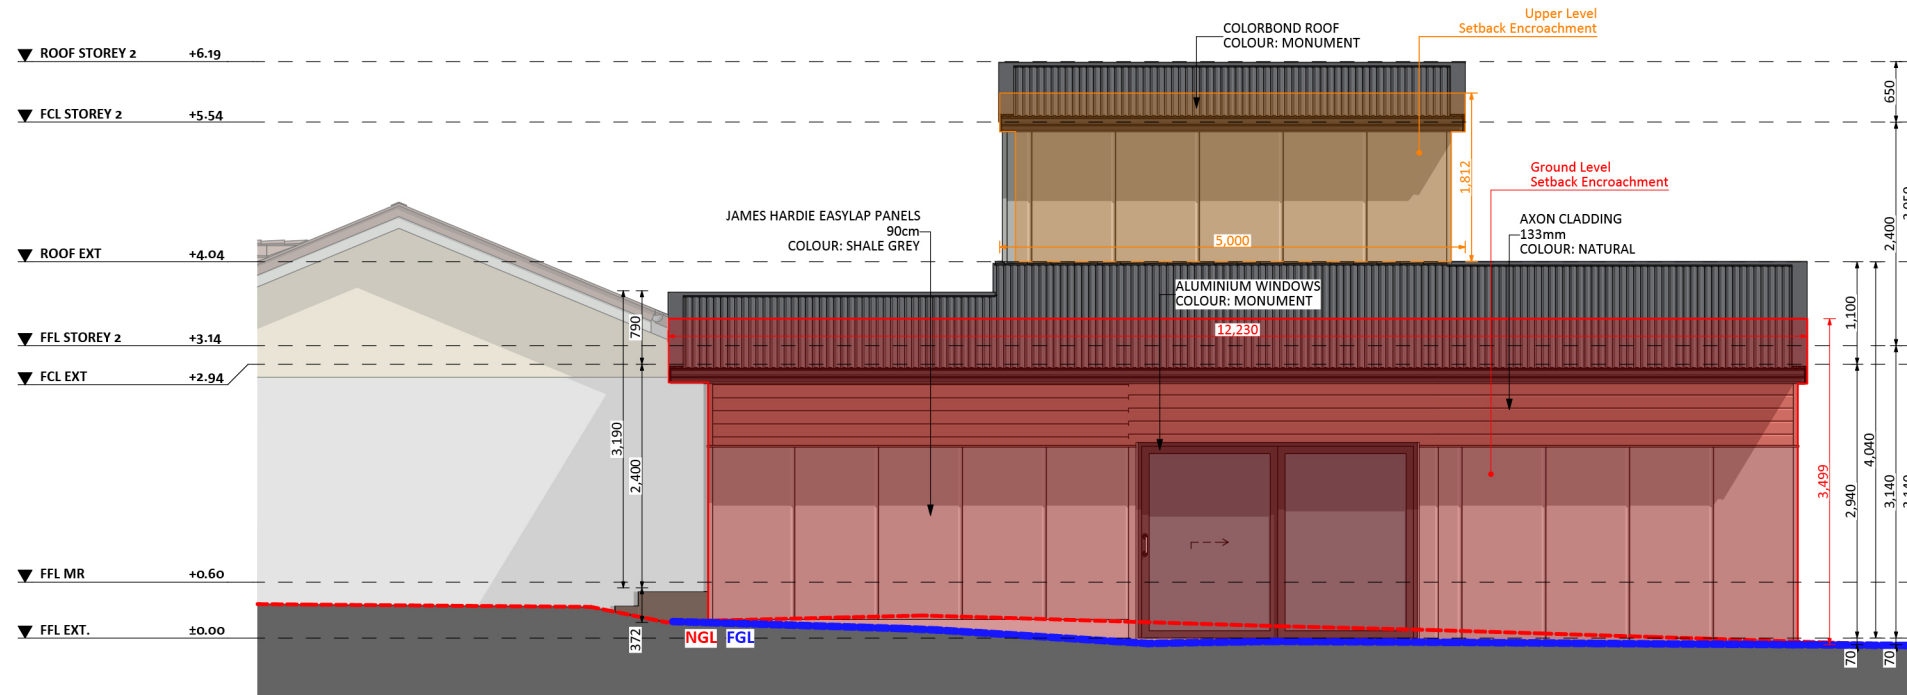 Upper Level
Setback Encroachment
COLORBOND ROOF
COLOUR: MONUMENT
ROOF STOREY 2 +6.19
650
FCL STOREY 2 +5.54
1,812
Ground Level
Setback Encroachment
JAMES HARDIE EASYLAP PANELS
90cm
COLOUR: SHALE GREY
AXON CLADDING
133mm
COLOUR: NATURAL
2,400
5,000
ROOF EXT +4.04
ALUMINIUM WINDOWS
COLOUR: MONUMENT
790
1,100
12,230
FFL STOREY 2 +3.14
FCL EXT +2.94
3,190
2,400
3,499
2,940
4,040
3,140
FFL MR +0.60
FFL EXT. ±0.00
372
NGL FGL
70
70